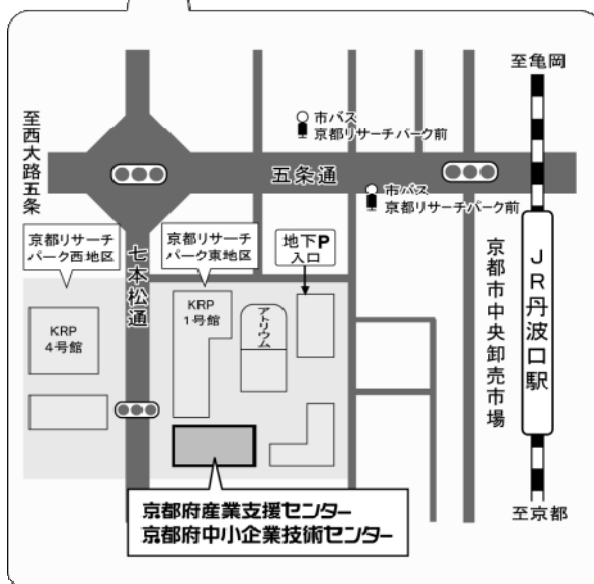 至亀岡
市バス
京都リサーチパーク前
至西大路五条
五条通
市バス
京都リサーチパーク前
京都リサーチ
パーク西地区
七本松通
京都リサーチ
パーク東地区
地下P
入口
KRP
1号館
アトリウム
KRP
4号館
京都市中央卸売市場
JR丹波口駅
京都府産業支援センター
京都府中小企業技術センター
至京都